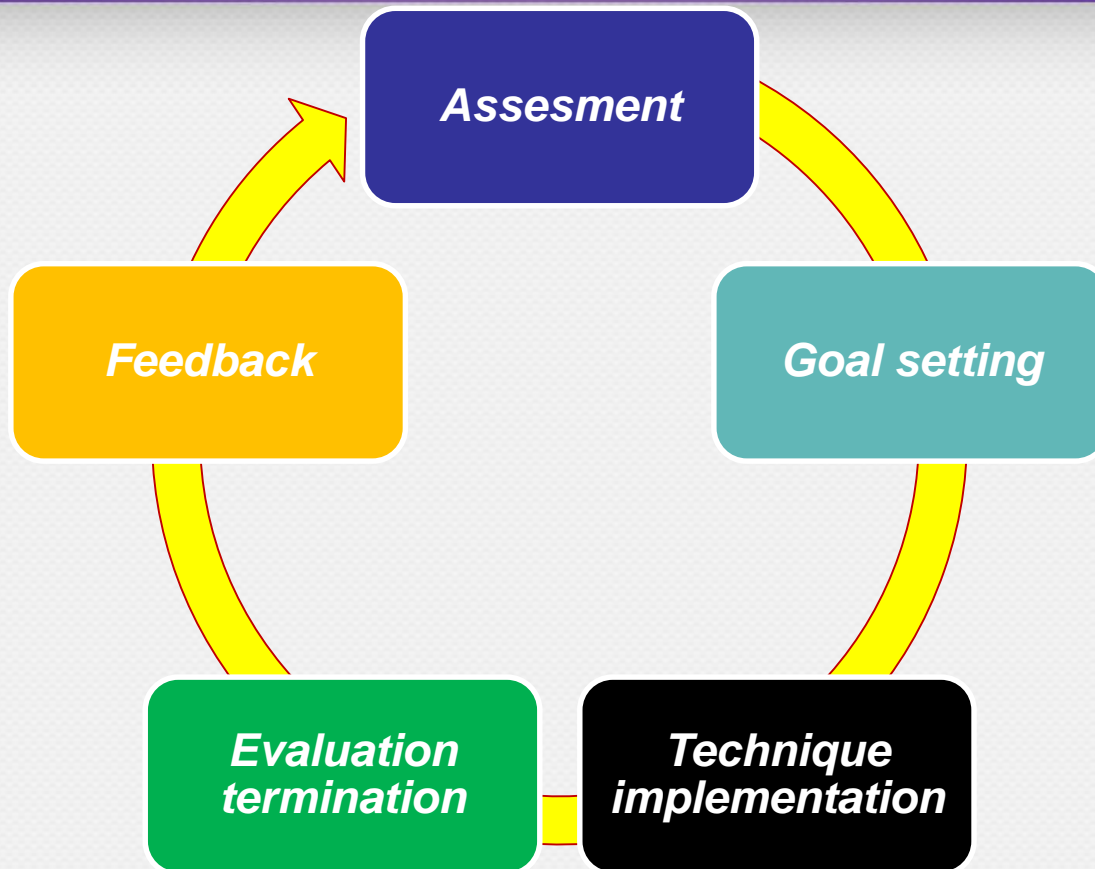 Assesment
Goal setting
Technique
implementation
Evaluation
termination
Feedback